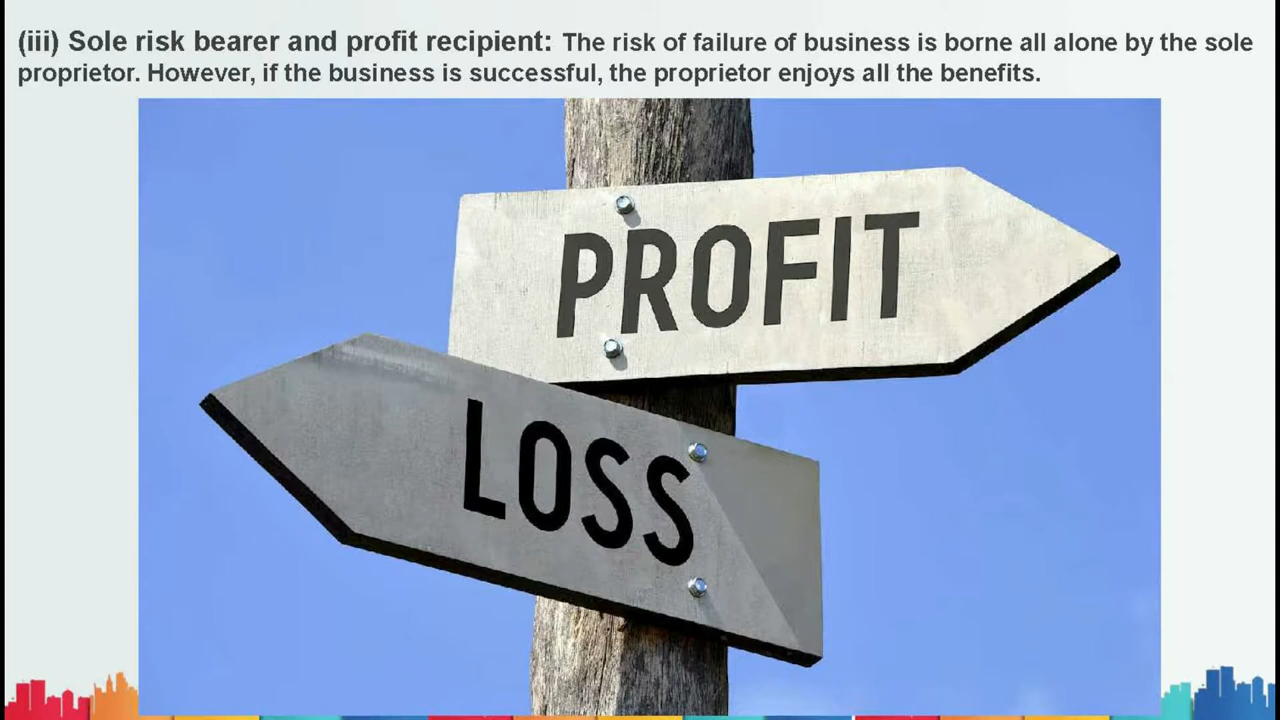 (iii) Sole risk bearer and profit recipient: The risk of failure of business is borne all alone by the sole
proprietor. However, if the business is successful, the proprietor enjoys all the benefits.
PROFIT
LOSS